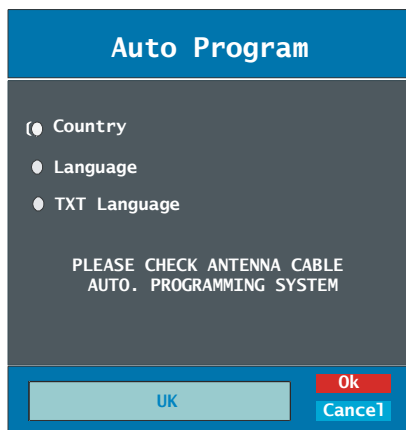 Auto Program
Country
Language
TXT Language
PLEASE CHECK ANTENNA CABLE
AUTO. PROGRAMMING SYSTEM
UK
Ok
Cancel